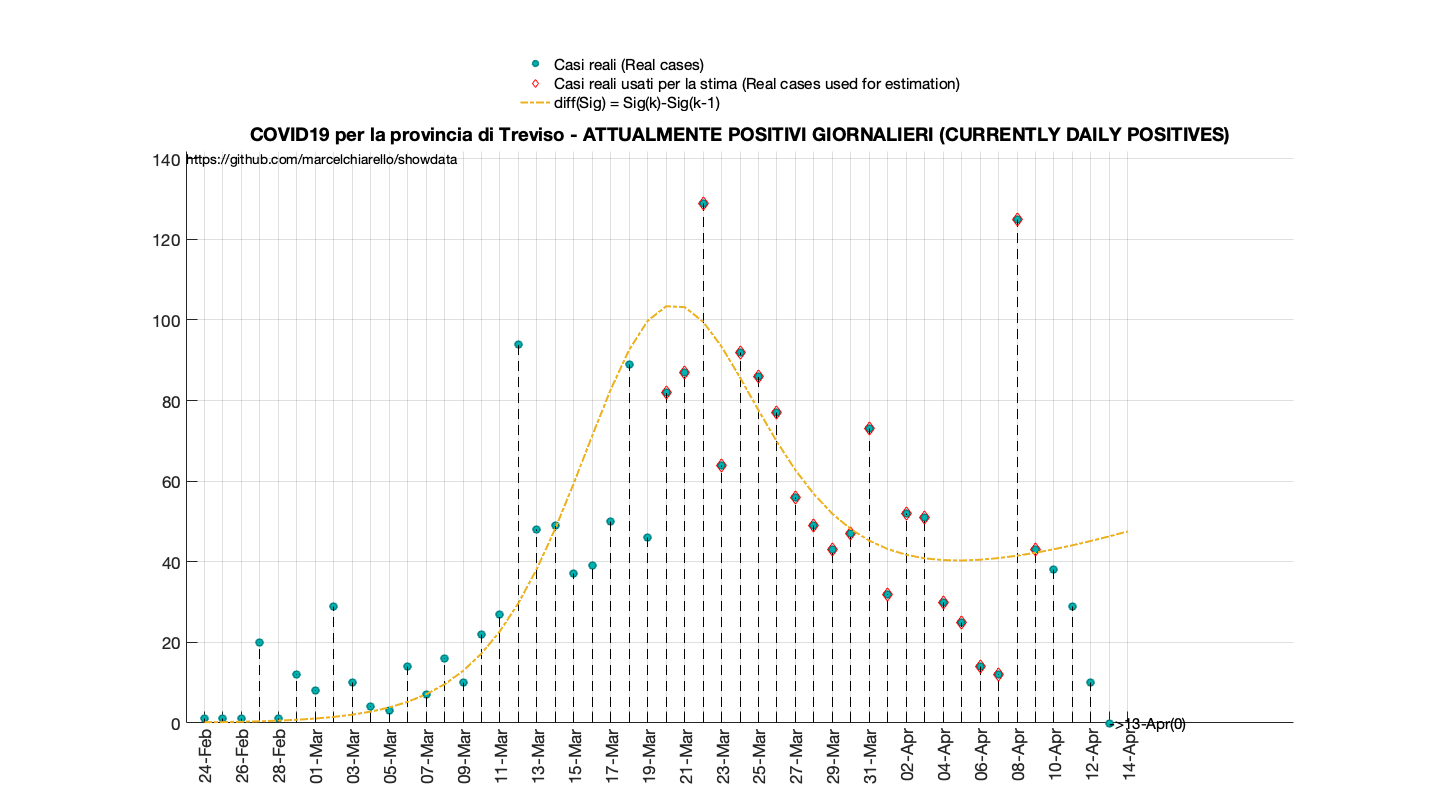 Casi reali (Real cases)
Casi reali usati per la stima (Real cases used for estimation)
diff(Sig) = Sig(k)-Sig(k-1)
COVID19 per la provincia di Treviso - ATTUALMENTE POSITIVI GIORNALIERI (CURRENTLY DAILY POSITIVES)
https://github.com/marcelchiarello/showdata
140
120
100
80
60
40
20
0
->13-Apr(0)
24-Feb
26-Feb
28-Feb
01-Mar
03-Mar
05-Mar
07-Mar
09-Mar
11-Mar
13-Mar
15-Mar
17-Mar
19-Mar
21-Mar
23-Mar
25-Mar
27-Mar
29-Mar
31-Mar
02-Apr
04-Apr
06-Apr
08-Apr
10-Apr
12-Apr
14-Apr